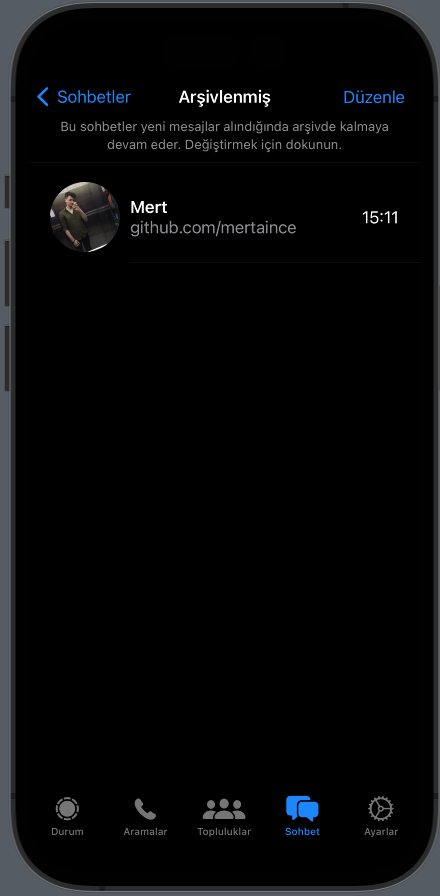 Sohbetler
Arşivlenmiş
Düzenle
Bu sohbetler yeni mesajlar alındığında arşivde kalmaya
devam eder. Değiştirmek için dokunun.
Mert
github.com/mertaince
15:11
Durum
Aramalar
Topluluklar
Sohbet
Ayarlar